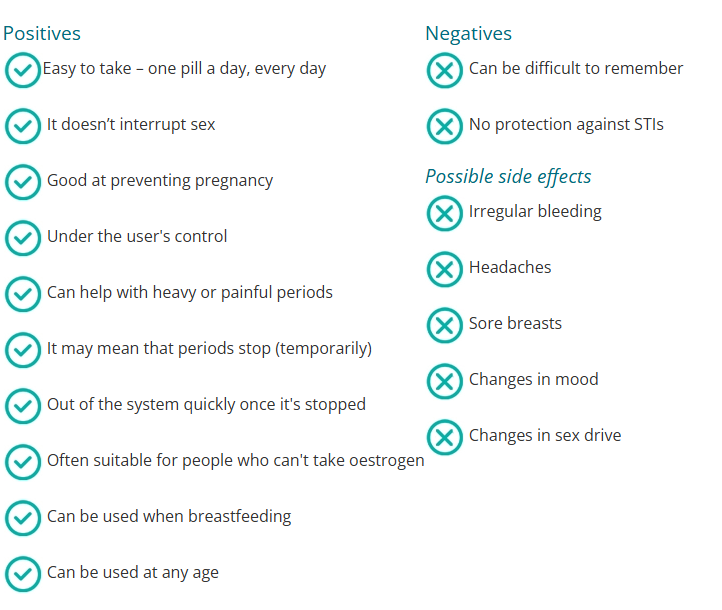 Positives
Easy to take – one pill a day, every day
It doesn’t interrupt sex
Good at preventing pregnancy
Under the user's control
Can help with heavy or painful periods
It may mean that periods stop (temporarily)
Out of the system quickly once it's stopped
Often suitable for people who can't take oestrogen
Can be used when breastfeeding
Can be used at any age
Negatives
Can be difficult to remember
No protection against STIs
Possible side effects
Irregular bleeding
Headaches
Sore breasts
Changes in mood
Changes in sex drive